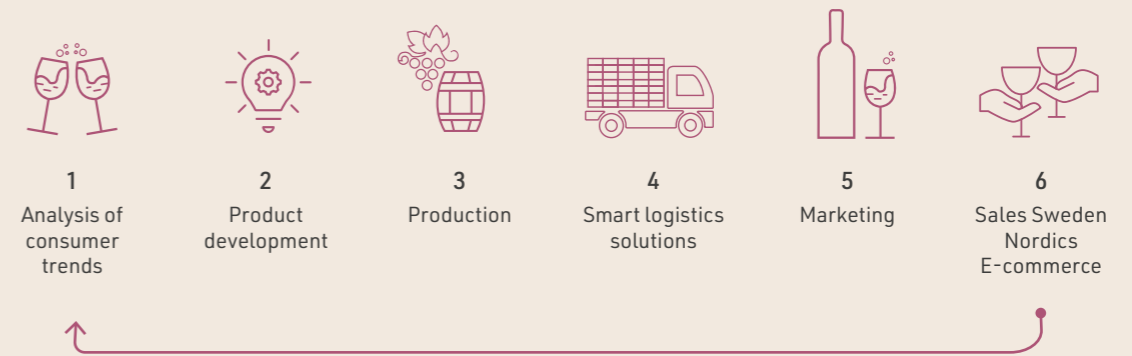 1
Analysis of
consumer
trends
2
Product
development
3
Production
4
Smart logistics
solutions
5
Marketing
6
Sales Sweden
Nordics
E-commerce